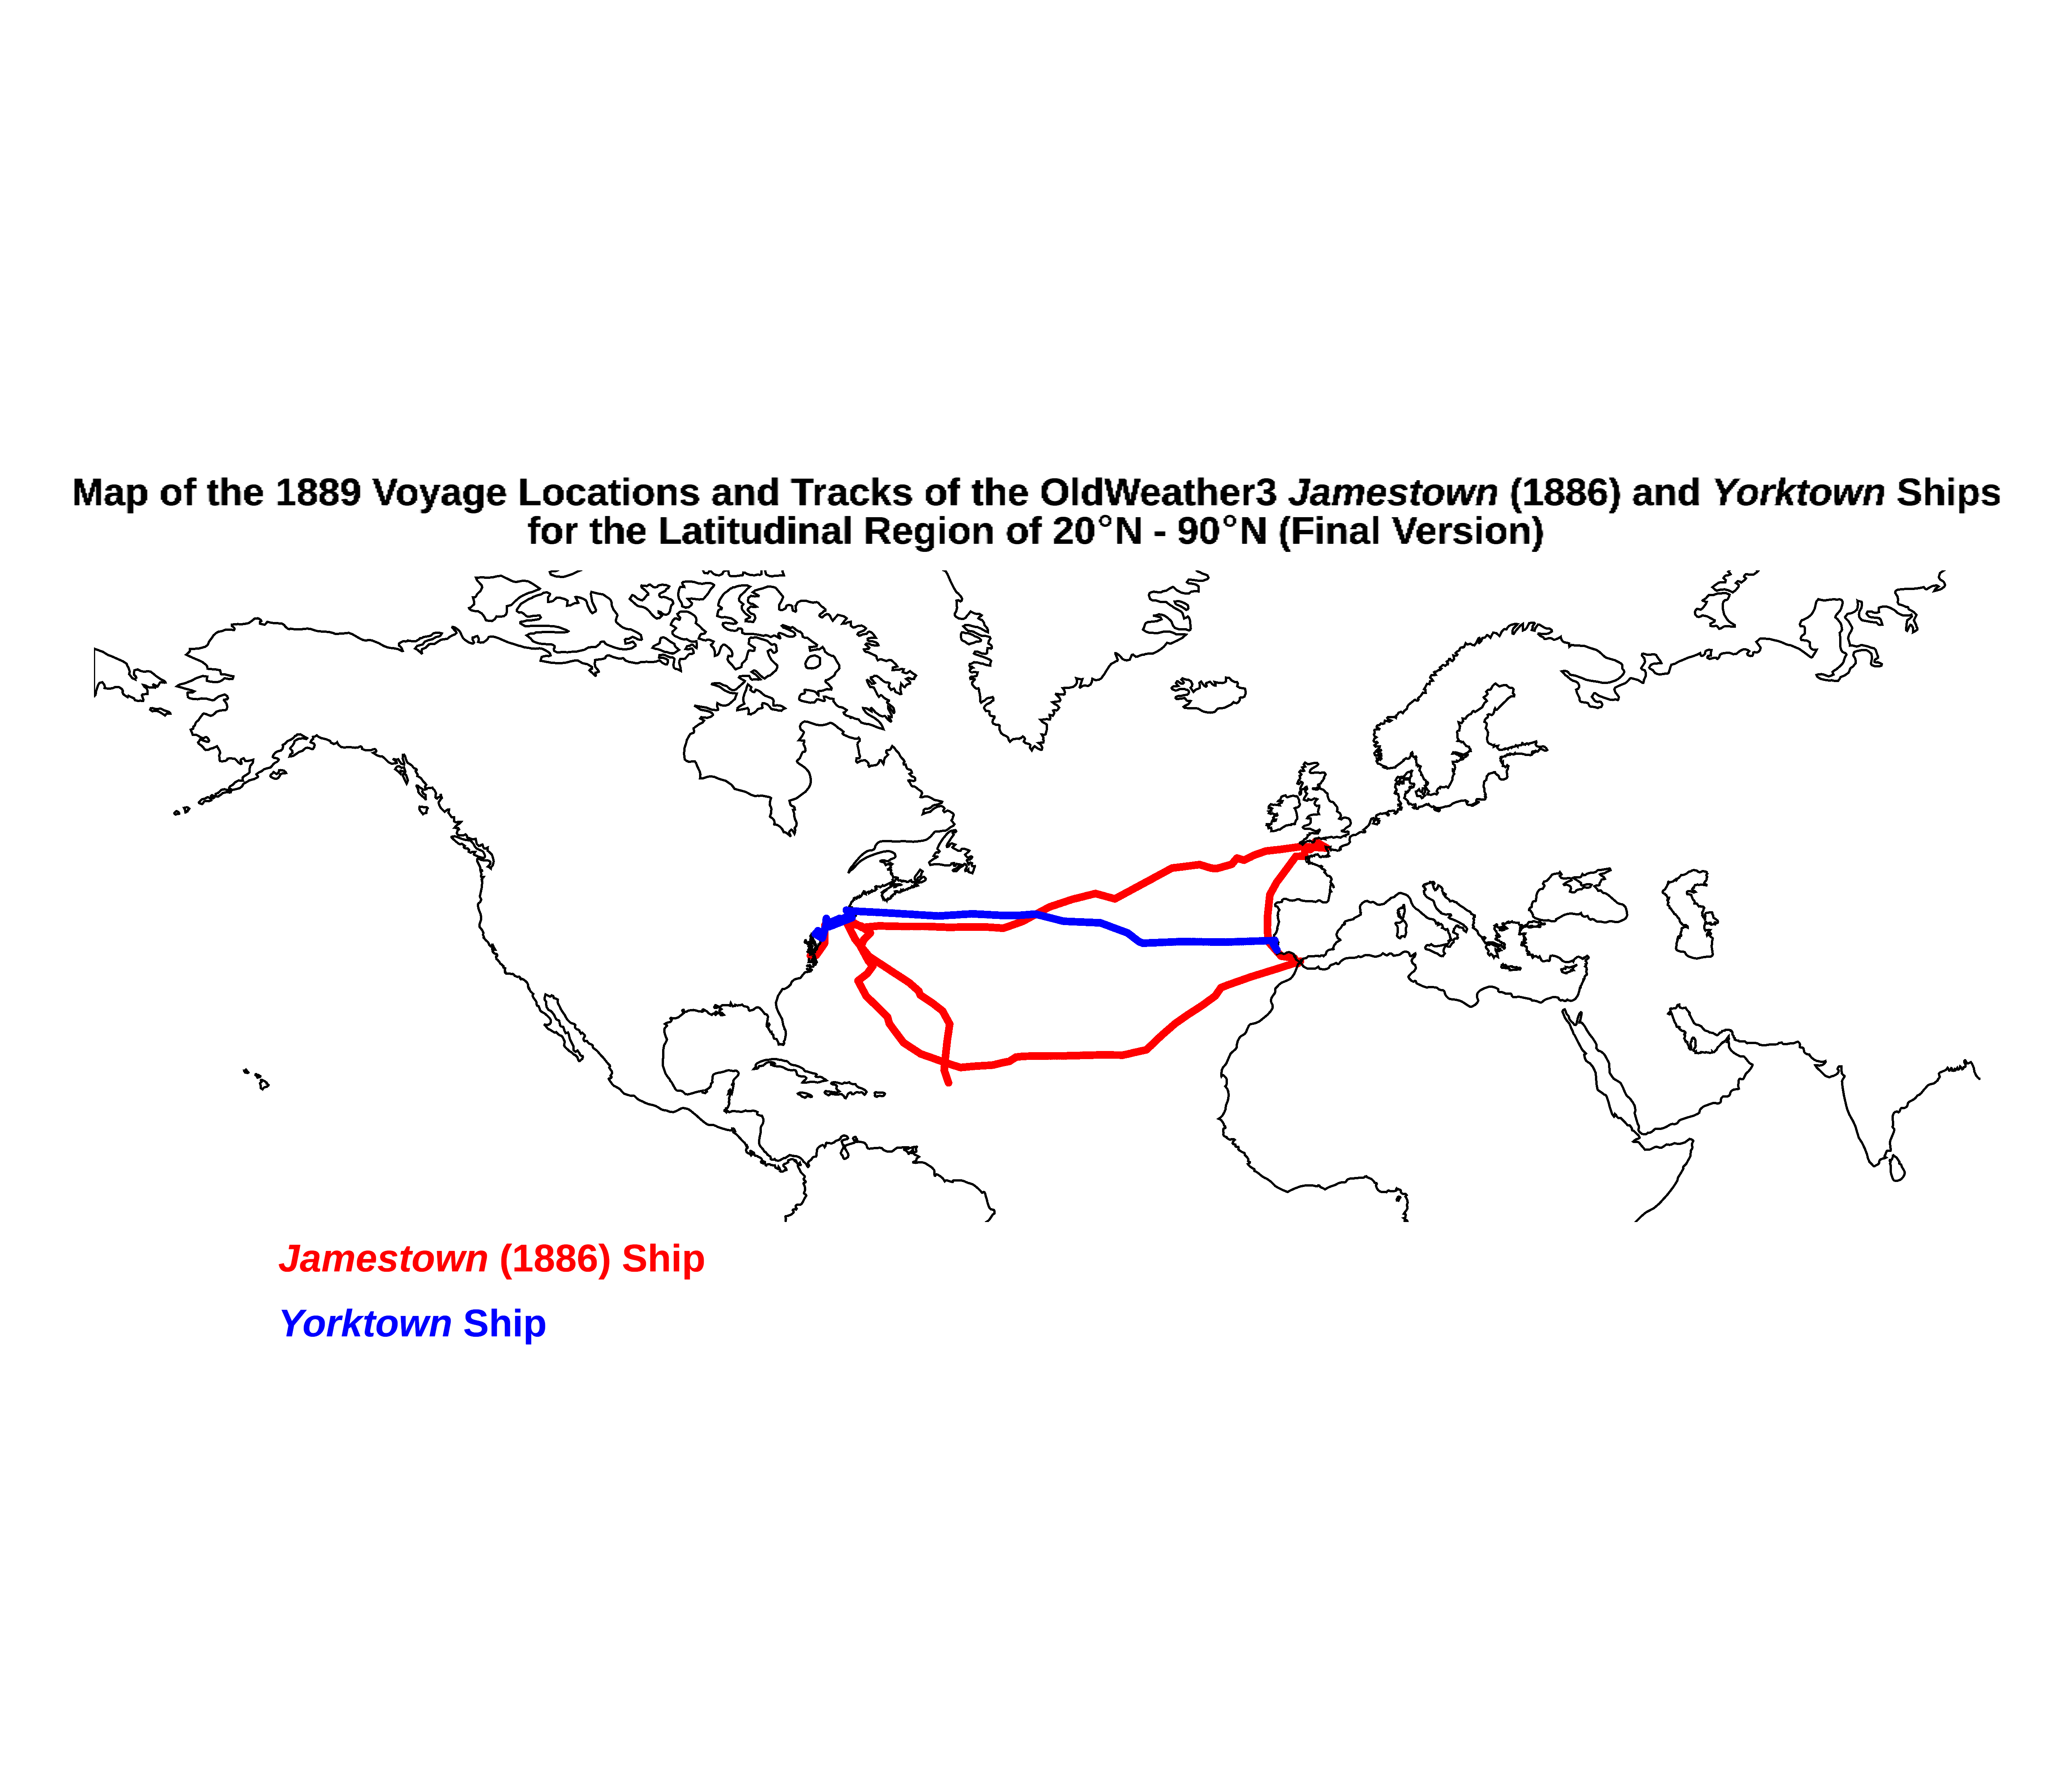 Map of the 1889 Voyage Locations and Tracks of the OldWeather3 Jamestown (1886) and Yorktown Ships
for the Latitudinal Region of 20°N - 90°N (Final Version)
Jamestown (1886) Ship
Yorktown Ship